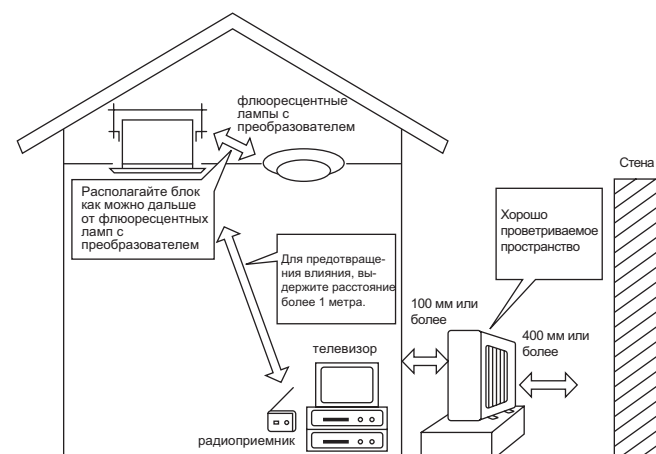 флюоресцентные
лампы с
преобразователем
Располагайте блок
как можно дальше
от флюоресцентных
ламп с
преобразователем
Для предотвраще-
ния влияния, вы-
держите расстояние
более 1 метра.
телевизор
радиоприемник
100 мм или
более
Хорошо
проветриваемое
пространство
400 мм или
более
Стена